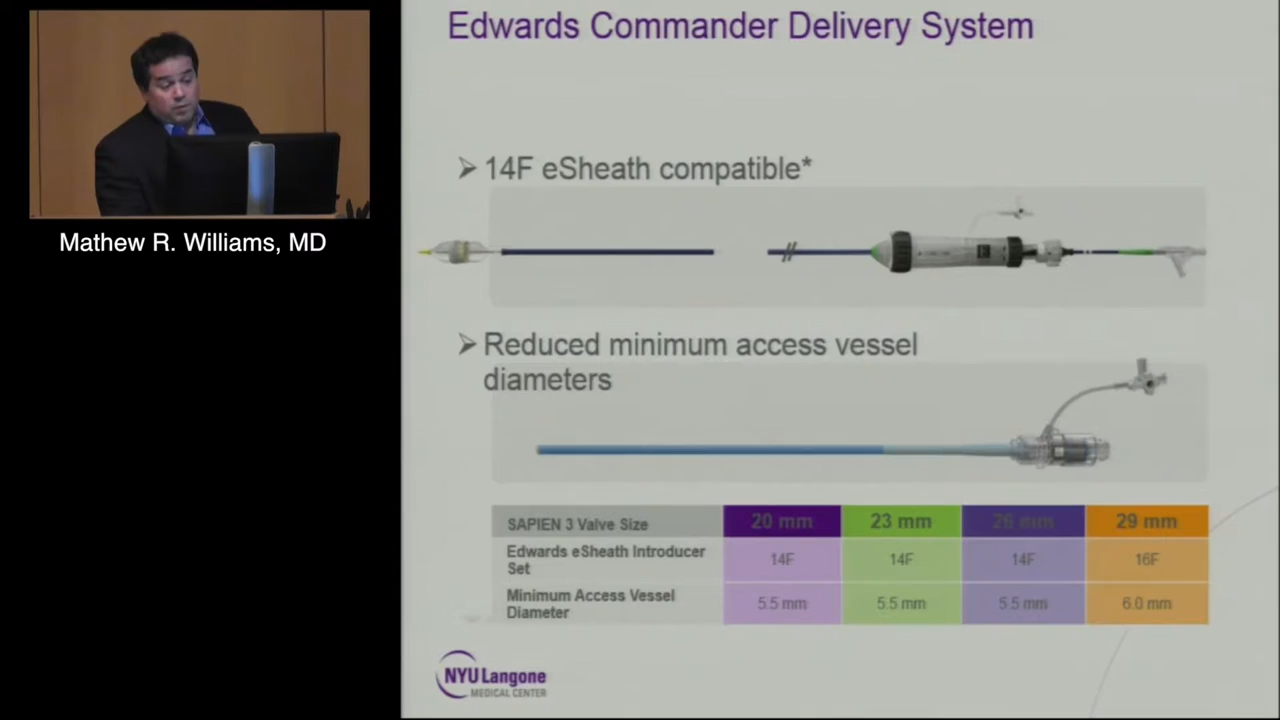 Edwards Commander Delivery System
➢ 14F eSheath compatible*
Mathew R. Williams, MD
➢ Reduced minimum access vessel
diameters
SAPIEN 3 Valve Size 20 mm 23 mm 26 mm 29 mm
Edwards eSheath Introducer
Set 14F 14F 14F 16F
Minimum Access Vessel
Diameter 5.5 mm 5.5 mm 5.5 mm 6.0 mm
NYU Langone
MEDICAL CENTER